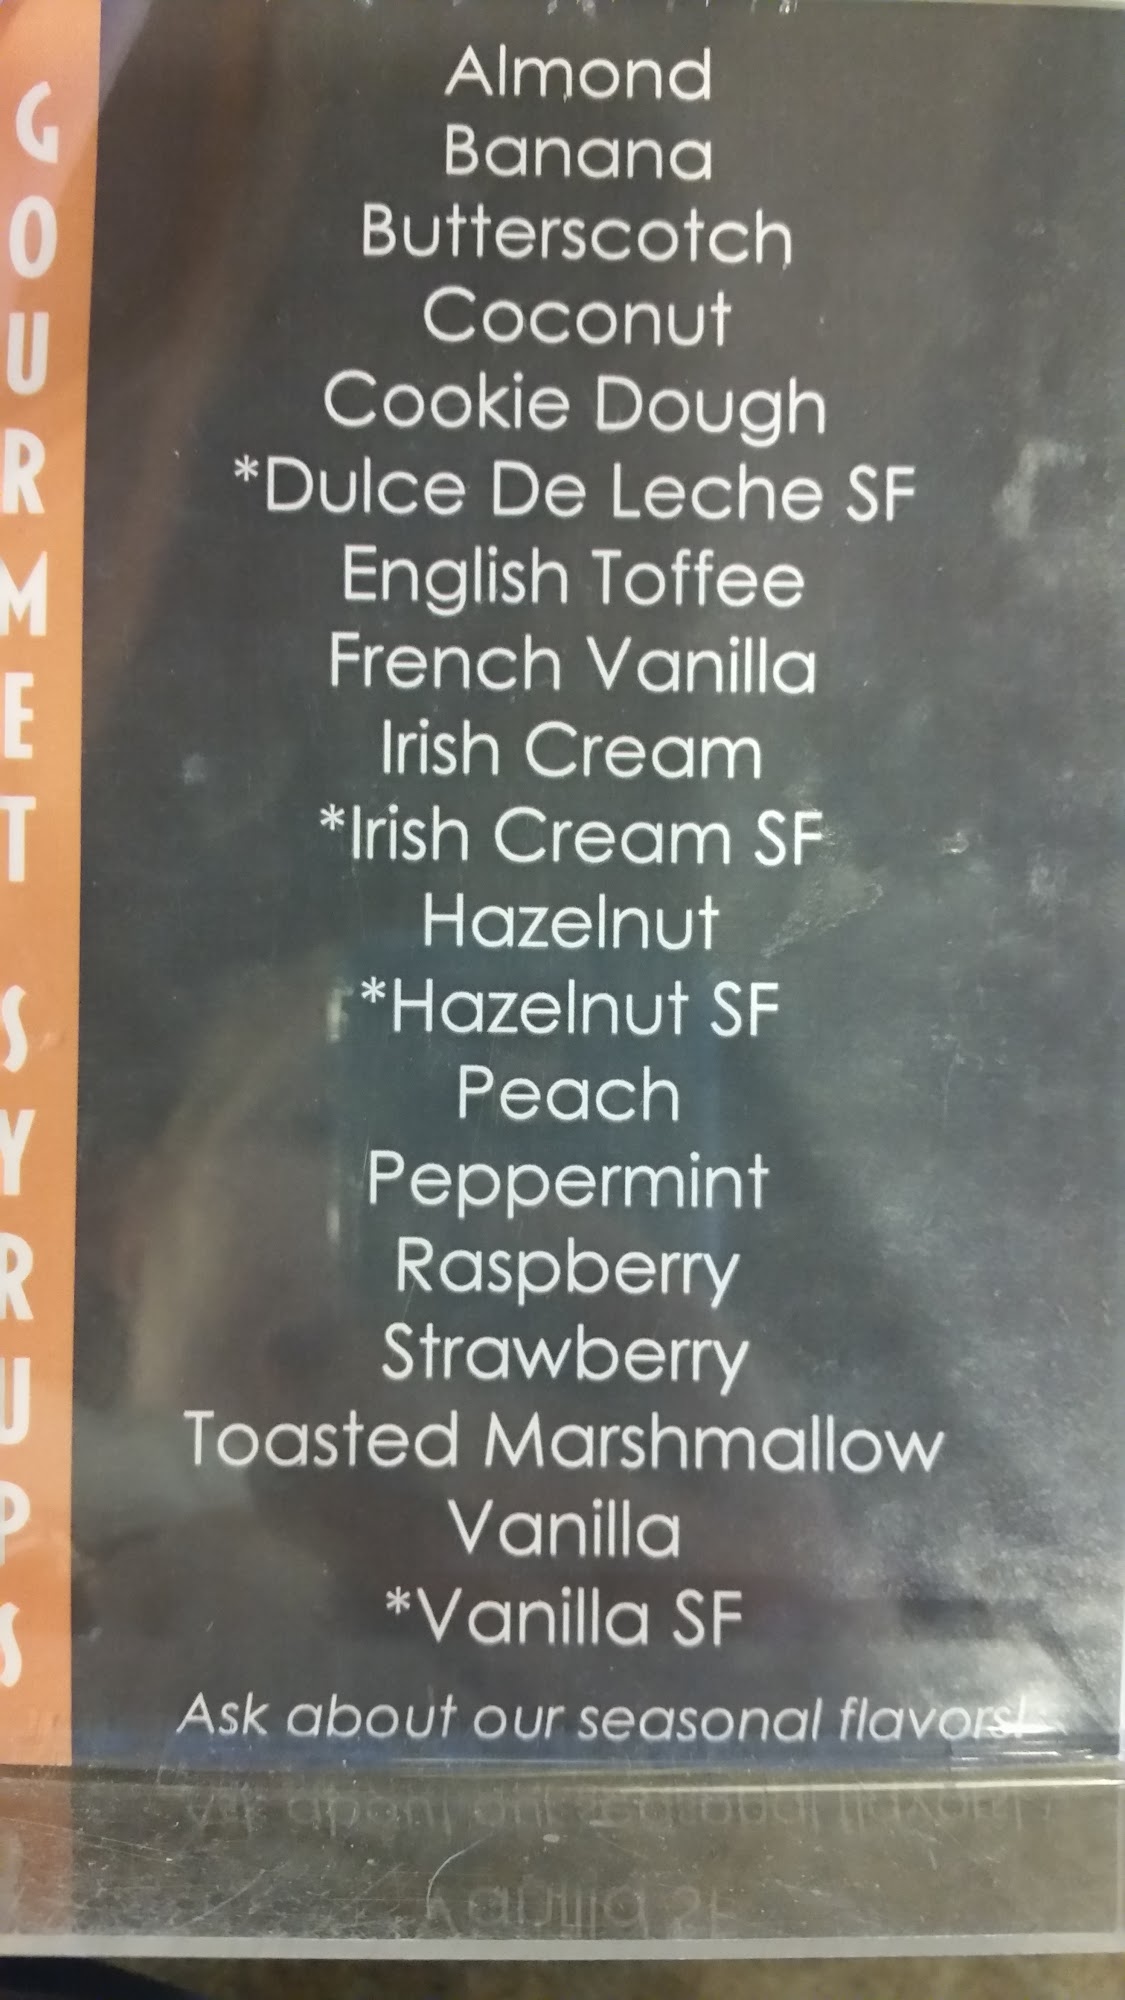 GOURMET SYRUPS
Almond
Banana
Butterscotch
Coconut
Cookie Dough
*Dulce De Leche SF
English Toffee
French Vanilla
Irish Cream
*Irish Cream SF
Hazelnut
*Hazelnut SF
Peach
Peppermint
Raspberry
Strawberry
Toasted Marshmallow
Vanilla
*Vanilla SF
Ask about our seasonal flavors!